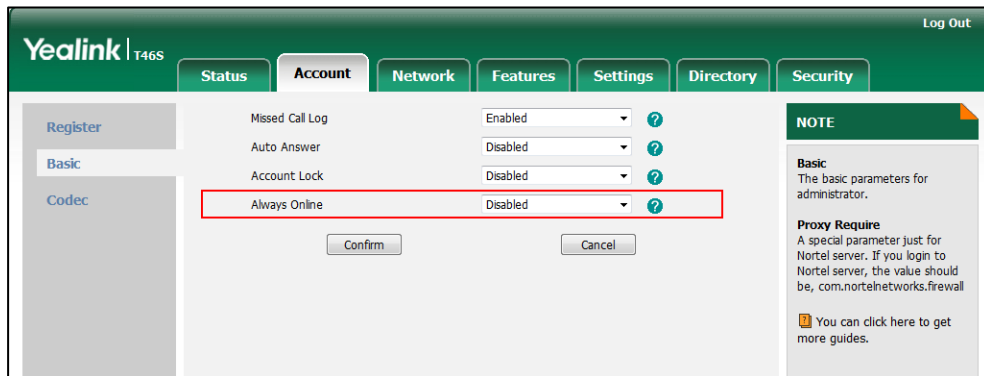 Log Out
Yealink T46S
Status Account Network Features Settings Directory Security
Register
Basic
Codec
Missed Call Log Enabled ?
Auto Answer Disabled ?
Account Lock Disabled ?
Always Online Disabled ?
Confirm Cancel
NOTE
Basic
The basic parameters for
administrator.
Proxy Require
A special parameter just for
Nortel server. If you login to
Nortel server, the value should
be, com.nortelnetworks.firewall
? You can click here to get
more guides.